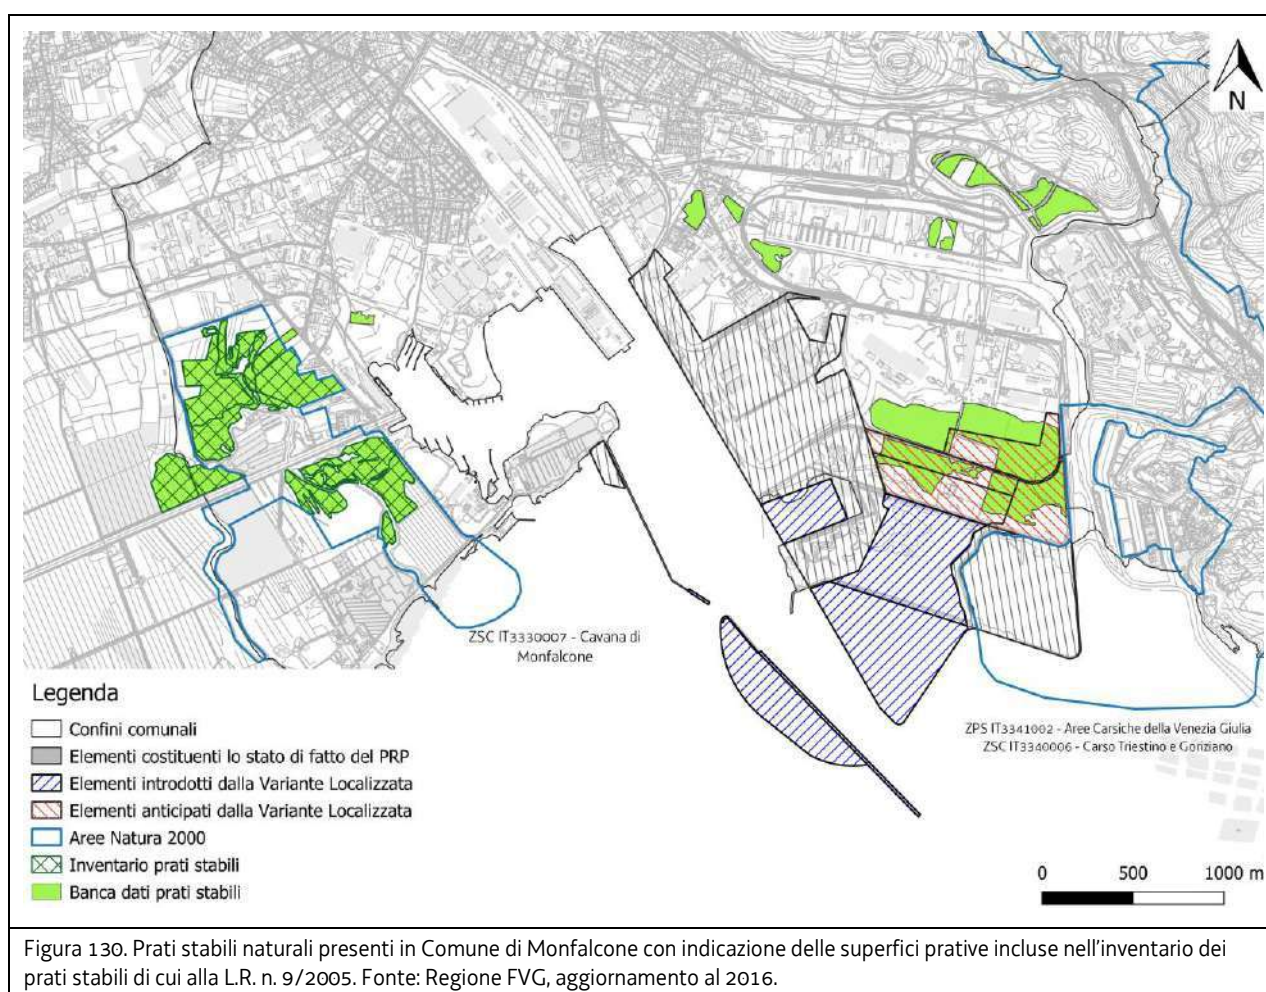 N
ZSC IT3330007 - Cavana di
Monfalcone
ZPS IT3341002 - Aree Carsiche della Venezia Giulia
ZSC IT3340006 - Carso Triestino e Goriziano
Legenda
Confini comunali
Elementi costituenti lo stato di fatto del PRP
Elementi introdotti dalla Variante Localizzata
Elementi anticipati dalla Variante Localizzata
Aree Natura 2000
Inventario prati stabili
Banca dati prati stabili
0 500 1000 m
Figura 130. Prati stabili naturali presenti in Comune di Monfalcone con indicazione delle superfici prative incluse nell'inventario dei
prati stabili di cui alla L.R. n. 9/2005. Fonte: Regione FVG, aggiornamento al 2016.